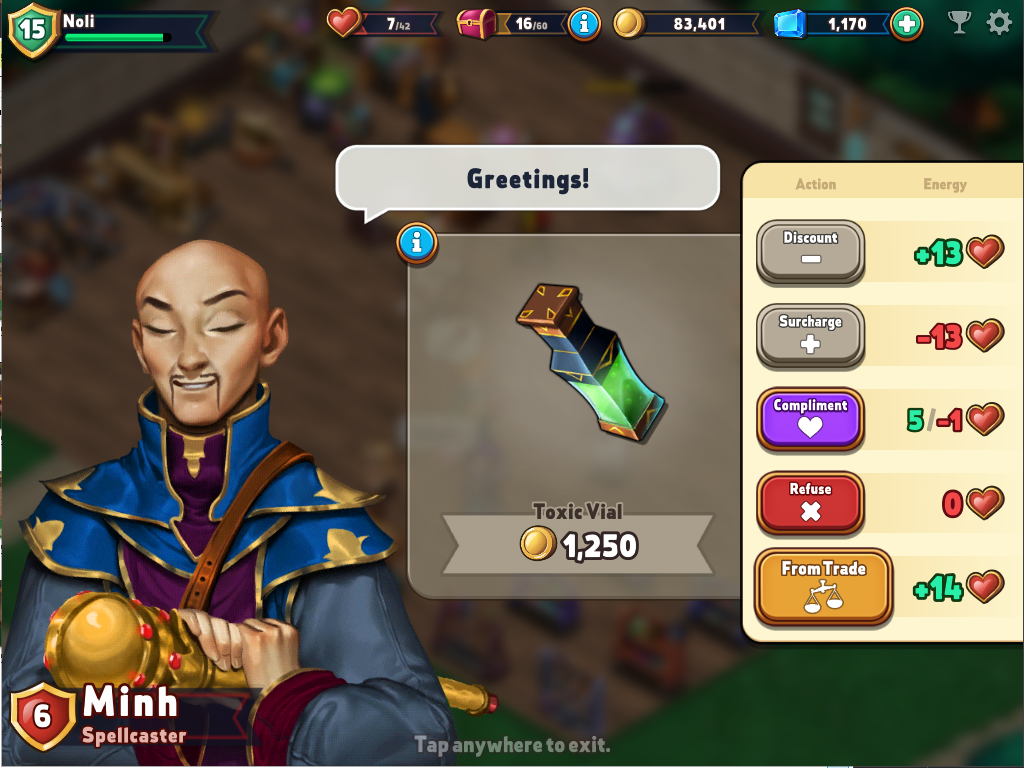 15
Noli
7/42
16/60
i
83,401
1,170
Greetings!
i
Action
Energy
Discount
+13
Surcharge
-13
Compliment
5/-1
Refuse
0
From Trade
+14
Toxic Vial
1,250
6
Minh
Spellcaster
Tap anywhere to exit.